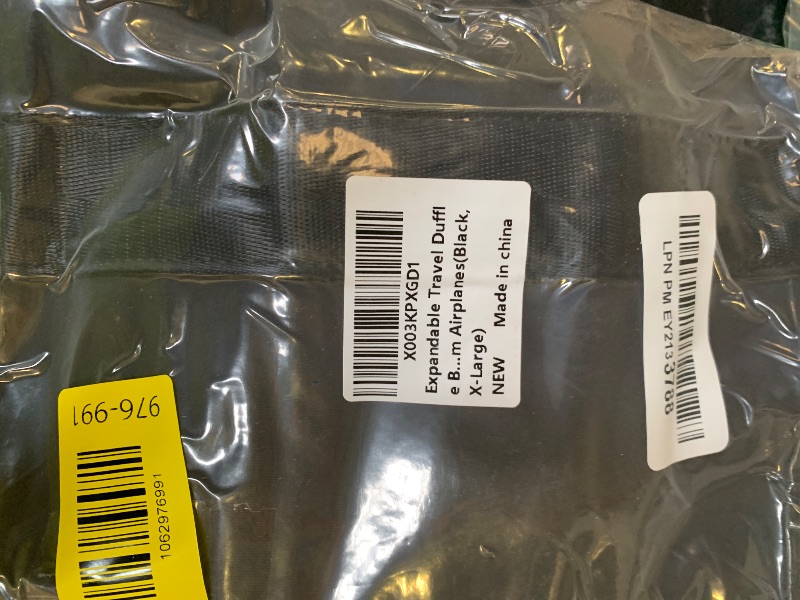 X003KPXGD1
Expandable Travel Duffl
e B...m Airplanes(Black,
X-Large)
NEW Made in china
LPN PM EY2133788
976-991
1062976991